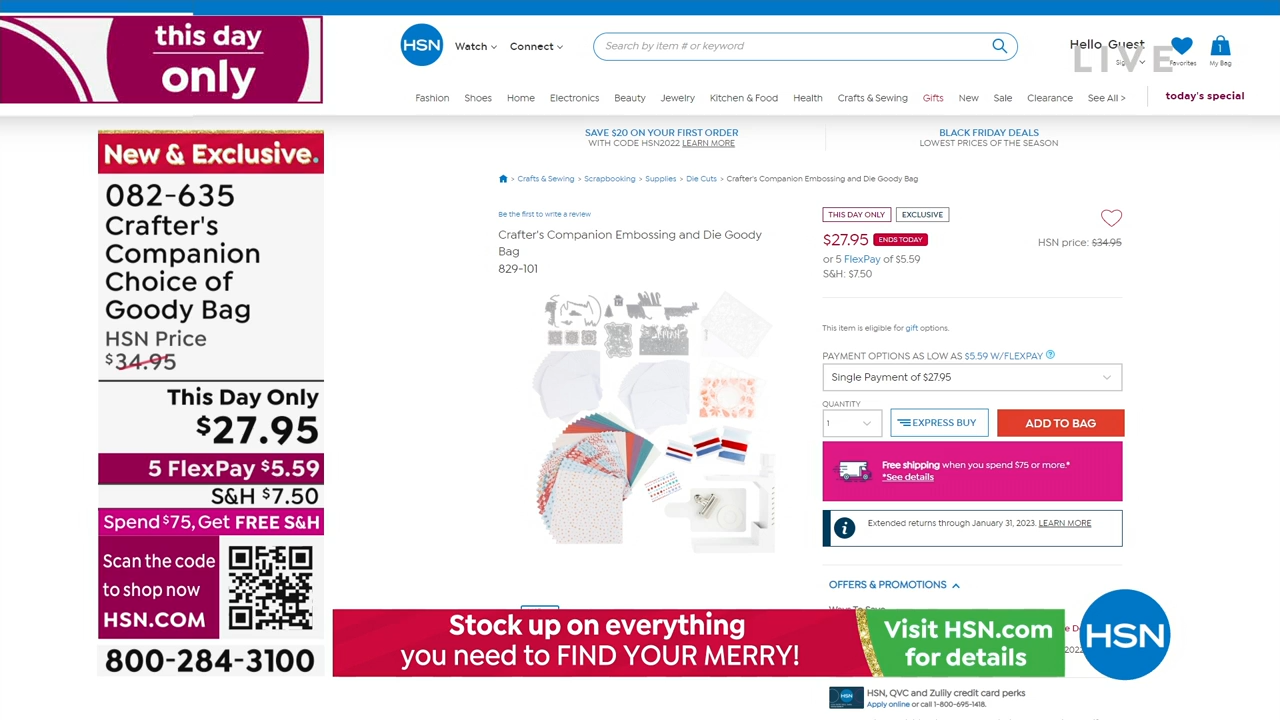 this day
only
New & Exclusive.
082-635
Crafter's
Companion
Choice of
Goody Bag
HSN Price
$34.95
This Day Only
$27.95
5 FlexPay $5.59
S&H $7.50
Spend $75, Get FREE S&H
Scan the code
to shop now
HSN.COM
800-284-3100
HSN
Watch
Connect
Search by item # or keyword
Hello, Guest
LIVE
Favorites
1
My Bag
Fashion Shoes Home Electronics Beauty Jewelry Kitchen & Food Health Crafts & Sewing Gifts New Sale Clearance See All > today's special
SAVE $20 ON YOUR FIRST ORDER
WITH CODE HSN2022 LEARN MORE
BLACK FRIDAY DEALS
LOWEST PRICES OF THE SEASON
> Crafts & Sewing > Scrapbooking > Supplies > Die Cuts > Crafter's Companion Embossing and Die Goody Bag
Be the first to write a review
Crafter's Companion Embossing and Die Goody
Bag
829-101
THIS DAY ONLY EXCLUSIVE
$27.95 ENDS TODAY
HSN price: $34.95
or 5 FlexPay of $5.59
S&H: $7.50
This item is eligible for gift options.
PAYMENT OPTIONS AS LOW AS $5.59 W/FLEXPAY ?
Single Payment of $27.95
QUANTITY
1
EXPRESS BUY
ADD TO BAG
Free shipping when you spend $75 or more.*
*See details
Extended returns through January 31, 2023. LEARN MORE
OFFERS & PROMOTIONS
Stock up on everything
you need to FIND YOUR MERRY!
Visit HSN.com
for details
HSN
HSN, QVC and Zulily credit card perks
Apply online or call 1-800-695-1418.